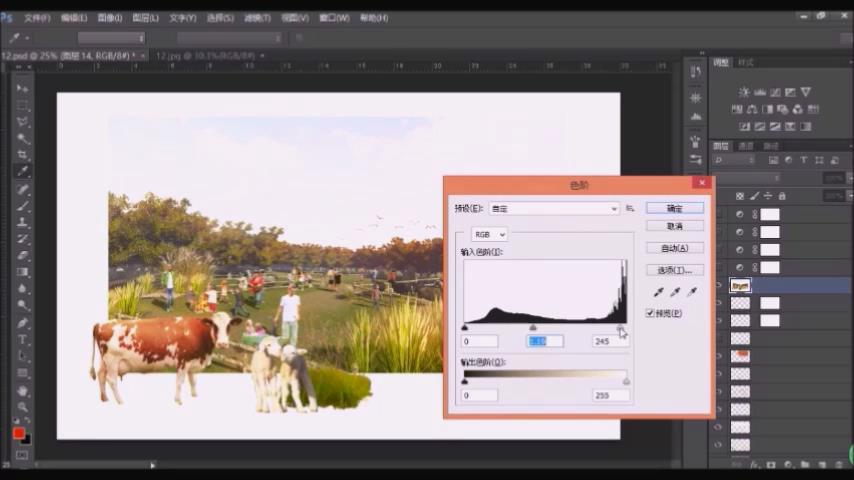 Ps 文件(F) 编辑(E) 图像(I) 图层(L) 文字(Y) 选择(S) 滤镜(T) 视图(V) 窗口(W) 帮助(H)
12.psd @ 25% (图层 14, RGB/8#) * × 12.jpg @ 10.1%(RGB/8#)
调整 样式
图层 通道 路径
色阶
预设(E): 自定 确定
RGB 取消
输入色阶(I): 自动(A)
选项(T)...
预览(P)
0 245
输出色阶(O):
0 255
25